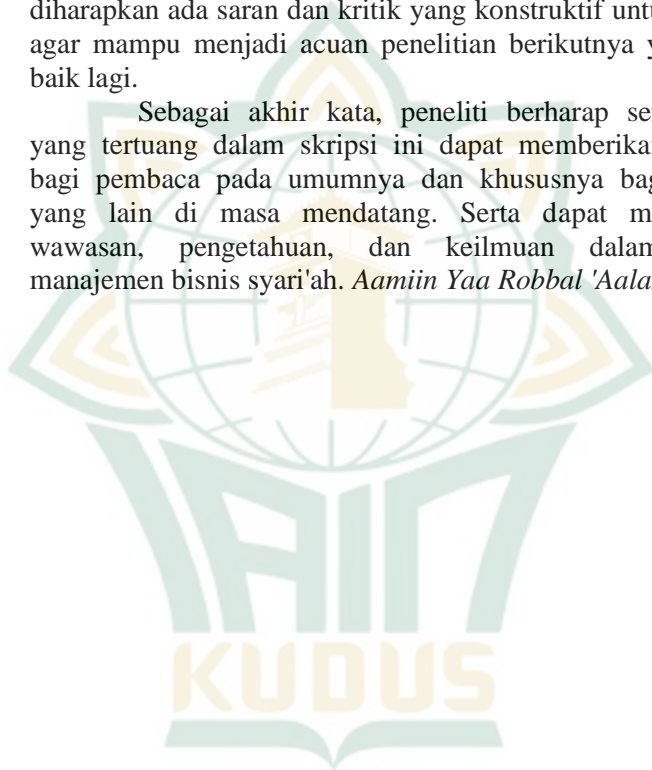 diharapkan ada saran dan kritik yang konstruktif untu
agar mampu menjadi acuan penelitian berikutnya y
baik lagi.
Sebagai akhir kata, peneliti berharap se
yang tertuang dalam skripsi ini dapat memberika
bagi pembaca pada umumnya dan khususnya bag
yang lain di masa mendatang. Serta dapat m
wawasan, pengetahuan, dan keilmuan dalam
manajemen bisnis syari'ah. Aamiin Yaa Robbal 'Aala
IAIN
KUDUS